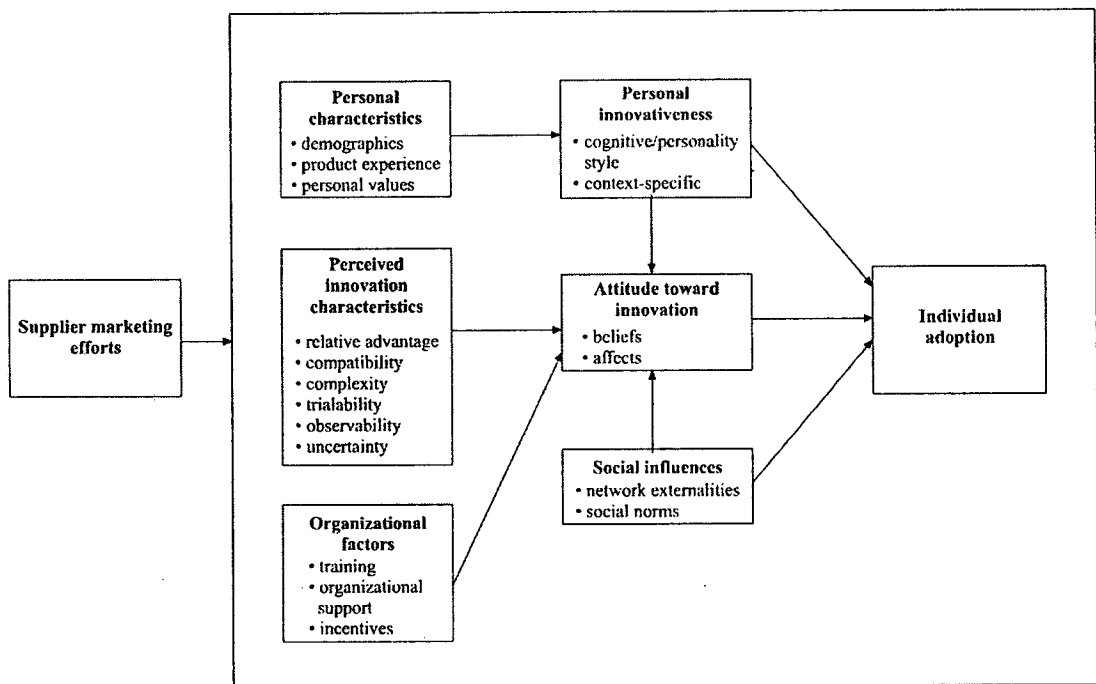 Personal
characteristics
• demographics
• product experience
• personal values
Personal
innovativeness
• cognitive/personality
style
• context-specific
Supplier marketing
efforts
Perceived
innovation
characteristics
• relative advantage
• compatibility
• complexity
• trialability
• observability
• uncertainty
Attitude toward
innovation
• beliefs
• affects
Individual
adoption
Social influences
• network externalities
• social norms
Organizational
factors
• training
• organizational
support
• incentives